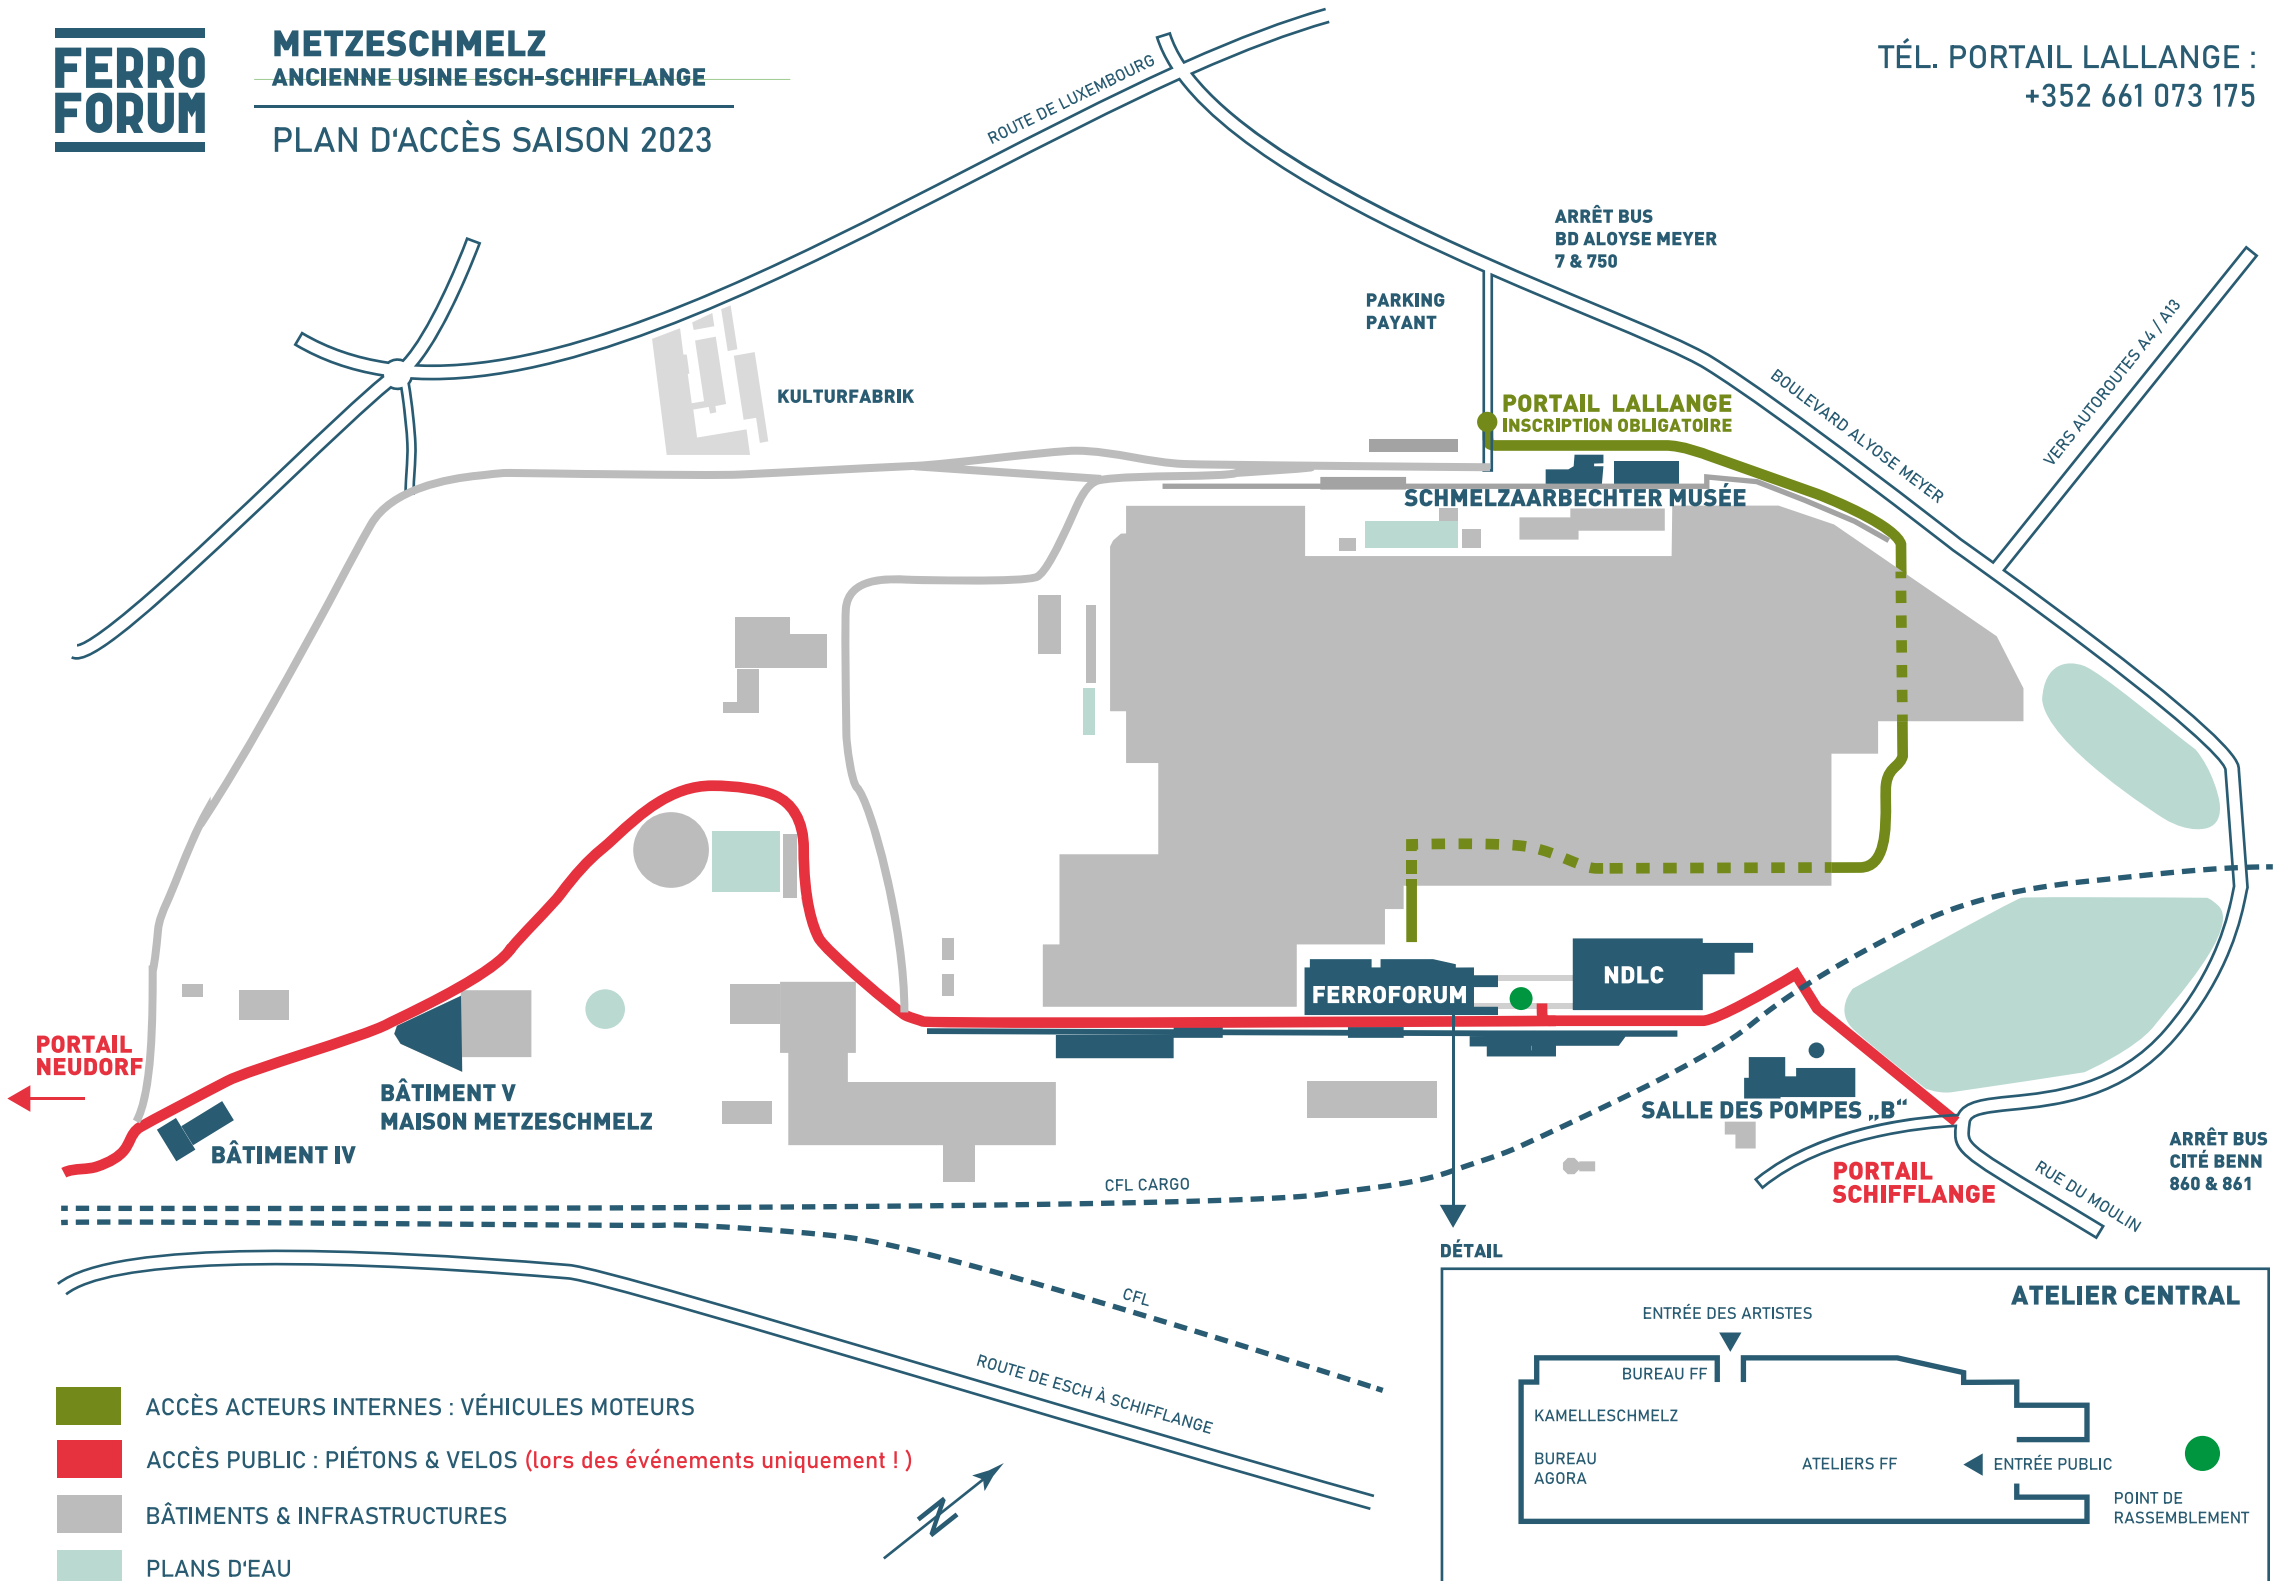 FERRO
FORUM
METZESCHMELZ
ANCIENNE USINE ESCH-SCHIFFLANGE
PLAN D'ACCÈS SAISON 2023
TÉL. PORTAIL LALLANGE :
+352 661 073 175
ROUTE DE LUXEMBOURG
ARRÊT BUS
BD ALOYSE MEYER
7 & 750
PARKING
PAYANT
VERS AUTOROUTES A4 / A13
KULTURFABRIK
PORTAIL LALLANGE
INSCRIPTION OBLIGATOIRE
BOULEVARD ALYOSE MEYER
SCHMELZAARBECHTER MUSÉE
NDLC
FERROFORUM
PORTAIL
NEUDORF
BÂTIMENT V
MAISON METZESCHMELZ
BÂTIMENT IV
SALLE DES POMPES „B“
ARRÊT BUS
CITÉ BENN
860 & 861
PORTAIL
SCHIFFLANGE
RUE DU MOULIN
CFL CARGO
CFL
ROUTE DE ESCH À SCHIFFLANGE
DÉTAIL
ATELIER CENTRAL
ENTRÉE DES ARTISTES
BUREAU FF
KAMELLESCHMELZ
BUREAU
AGORA
ATELIERS FF
ENTRÉE PUBLIC
POINT DE
RASSEMBLEMENT
N
ACCÈS ACTEURS INTERNES : VÉHICULES MOTEURS
ACCÈS PUBLIC : PIÉTONS & VELOS (lors des événements uniquement ! )
BÂTIMENTS & INFRASTRUCTURES
PLANS D'EAU